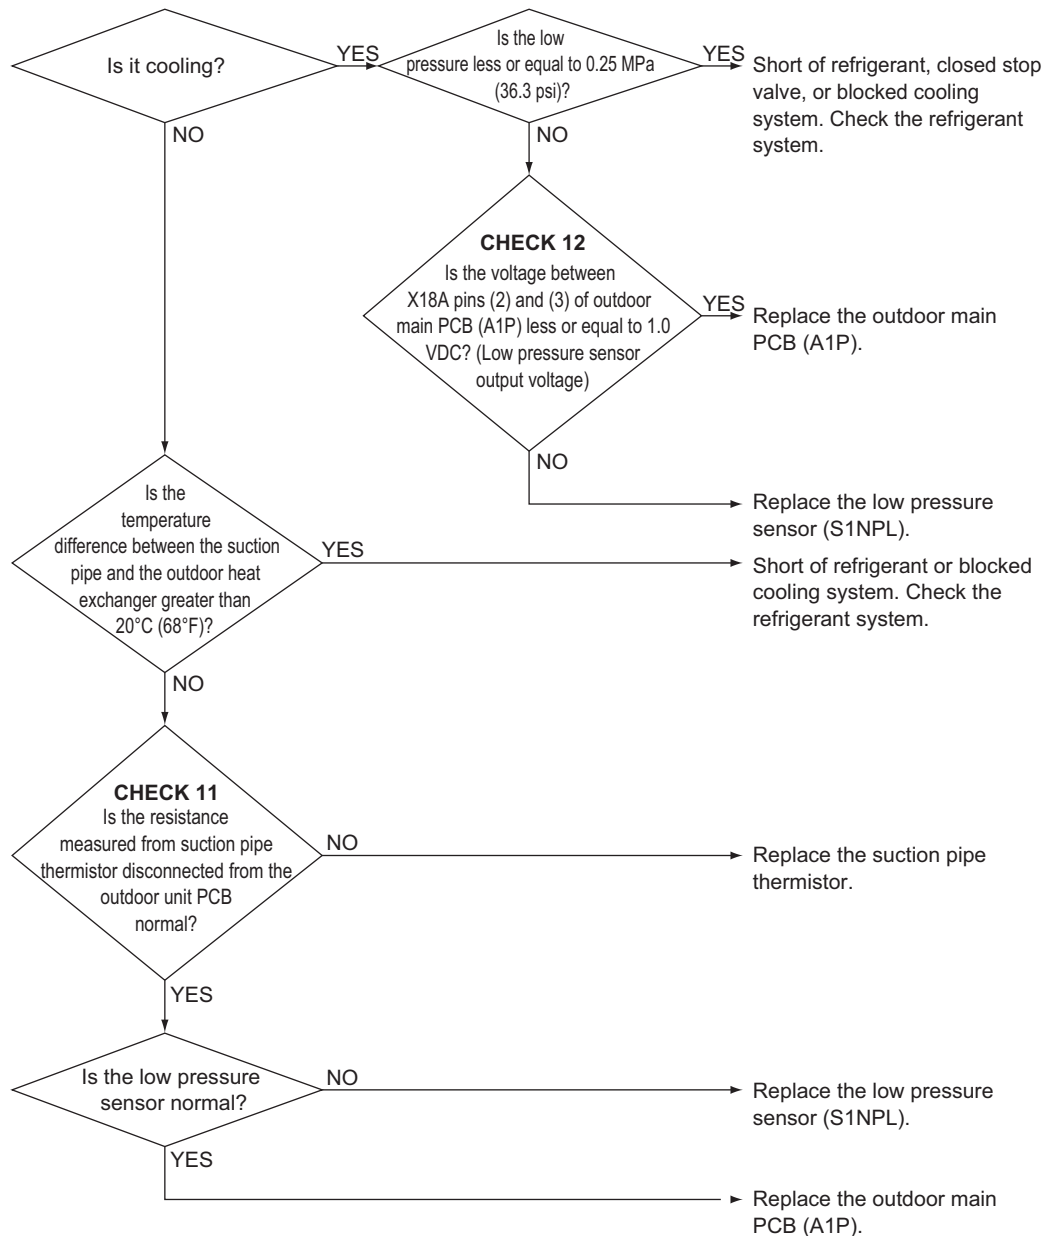 Is it cooling?
YES
Is the low
pressure less or equal to 0.25 MPa
(36.3 psi)?
YES
Short of refrigerant, closed stop
valve, or blocked cooling
system. Check the refrigerant
system.
NO
NO
CHECK 12
Is the voltage between
X18A pins (2) and (3) of outdoor
main PCB (A1P) less or equal to 1.0
VDC? (Low pressure sensor
output voltage)
YES
Replace the outdoor main
PCB (A1P).
NO
Replace the low pressure
sensor (S1NPL).
Is the
temperature
difference between the suction
pipe and the outdoor heat
exchanger greater than
20°C (68°F)?
YES
Short of refrigerant or blocked
cooling system. Check the
refrigerant system.
NO
CHECK 11
Is the resistance
measured from suction pipe
thermistor disconnected from the
outdoor unit PCB
normal?
NO
Replace the suction pipe
thermistor.
YES
Is the low pressure
sensor normal?
NO
Replace the low pressure
sensor (S1NPL).
YES
Replace the outdoor main
PCB (A1P).